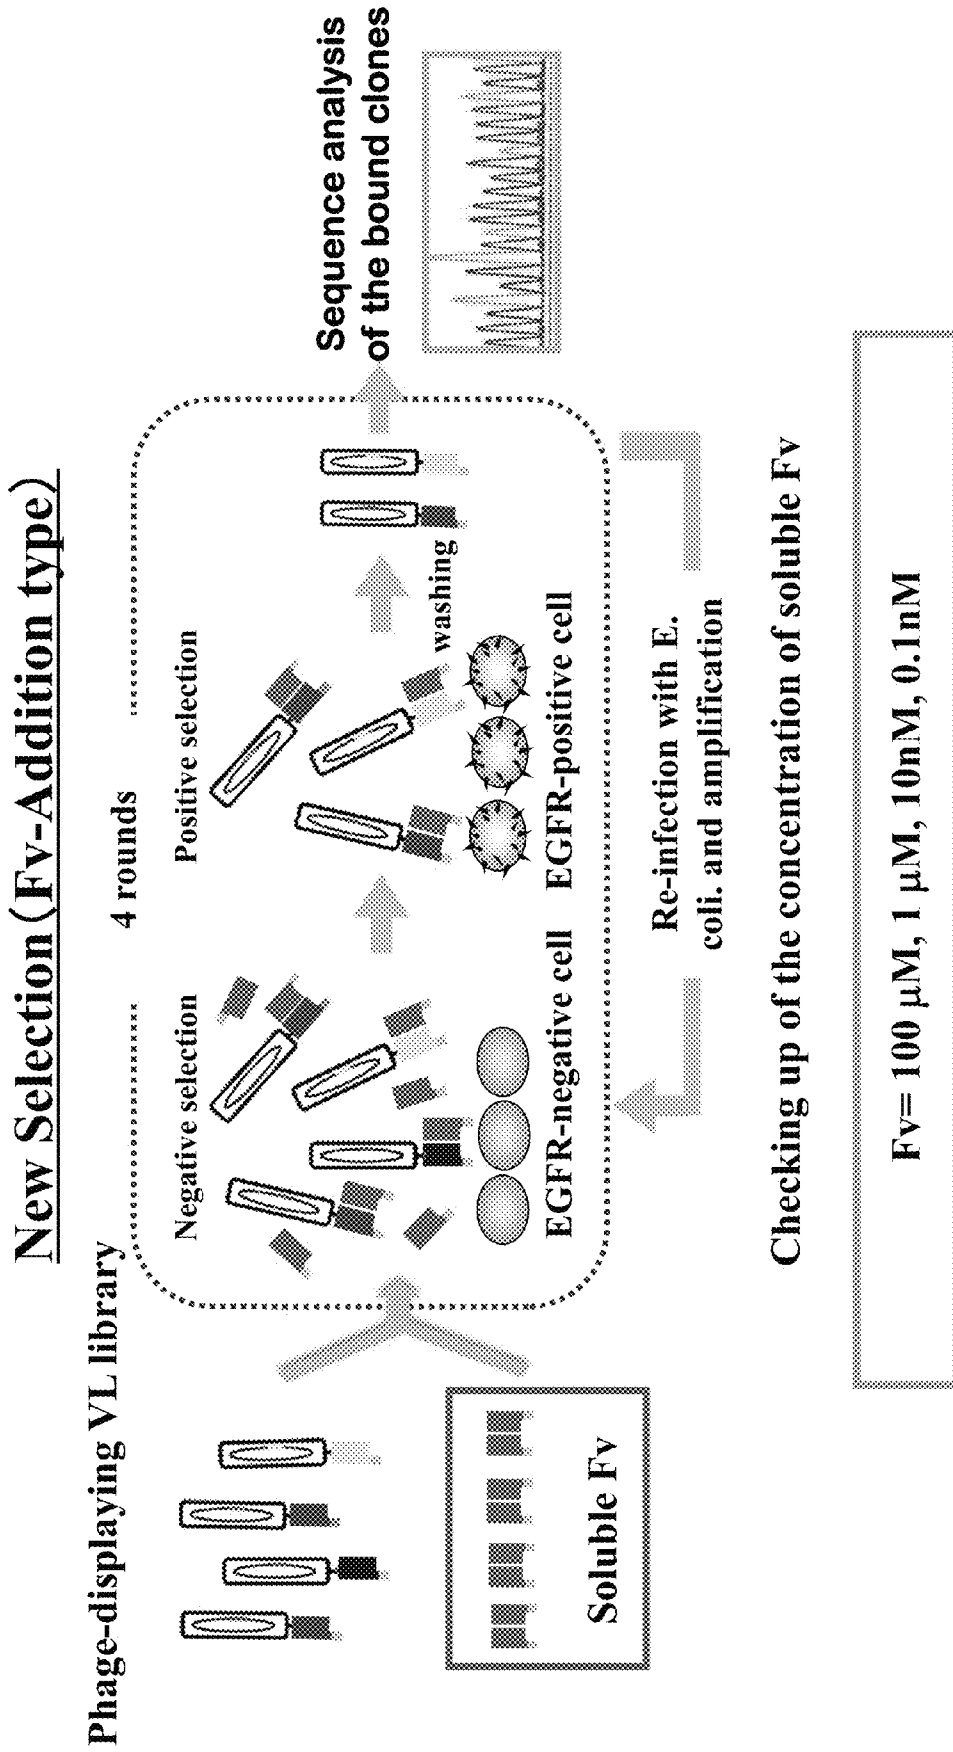 New Selection(Fv-Addition type)
Phage-displaying VL library
4 rounds
Negative selection
Positive selection
Sequence analysis
of the bound clones
washing
EGFR-negative cell
EGFR-positive cell
Soluble Fv
Re-infection with E.
coli. and amplification
Checking up of the concentration of soluble Fv
Fv= 100 μM, 1 μM, 10nM, 0.1nM